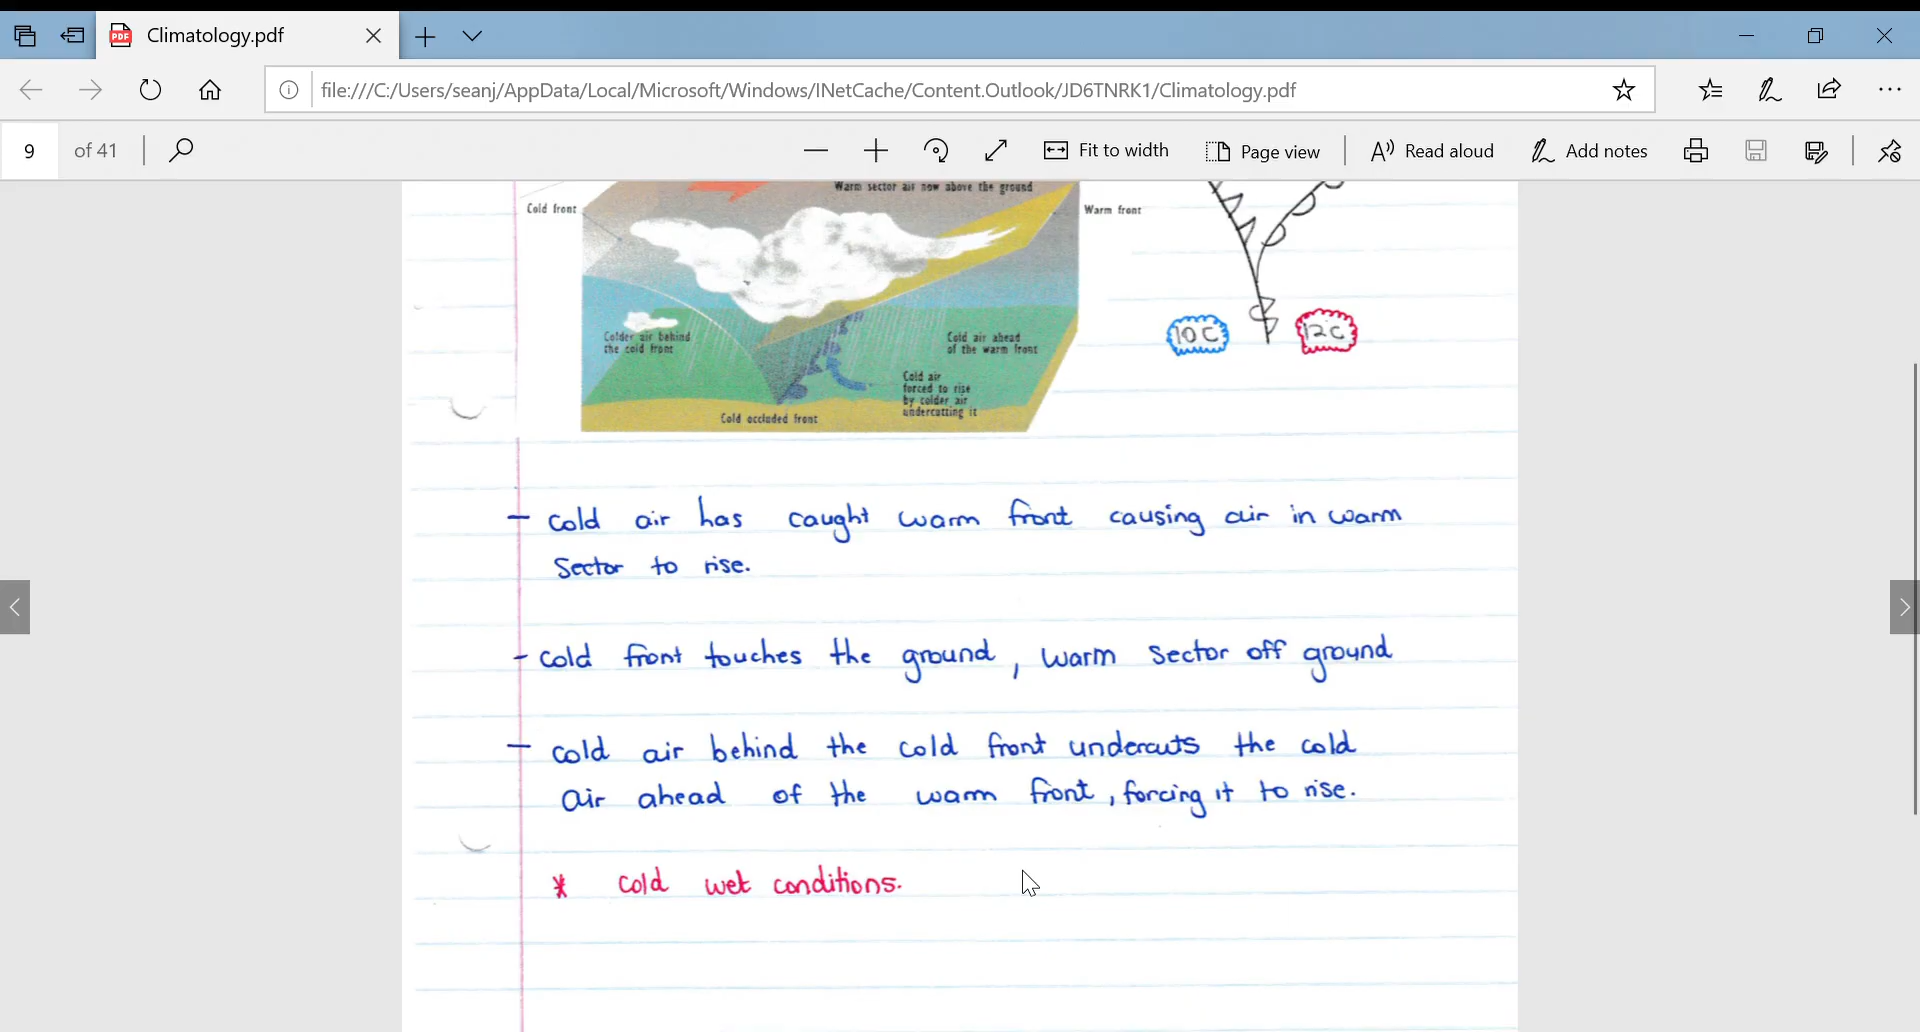 Climatology.pdf
file:///C:/Users/seanj/AppData/Local/Microsoft/Windows/INetCache/Content.Outlook/JD6TNRK1/Climatology.pdf
9 of 41
Fit to width
Page view
Read aloud
Add notes
Warm sector air now above the ground
Cold front
Warm front
Colder air behind
the cold front
Cold air ahead
of the warm front
Cold air
forced to rise
by colder air
undercutting it
Cold occluded front
10C
12C
- cold air has caught warm front causing air in warm
sector to rise.
- cold front touches the ground, warm sector off ground
- cold air behind the cold front undercuts the cold
air ahead of the warm front, forcing it to rise.
* cold wet conditions.